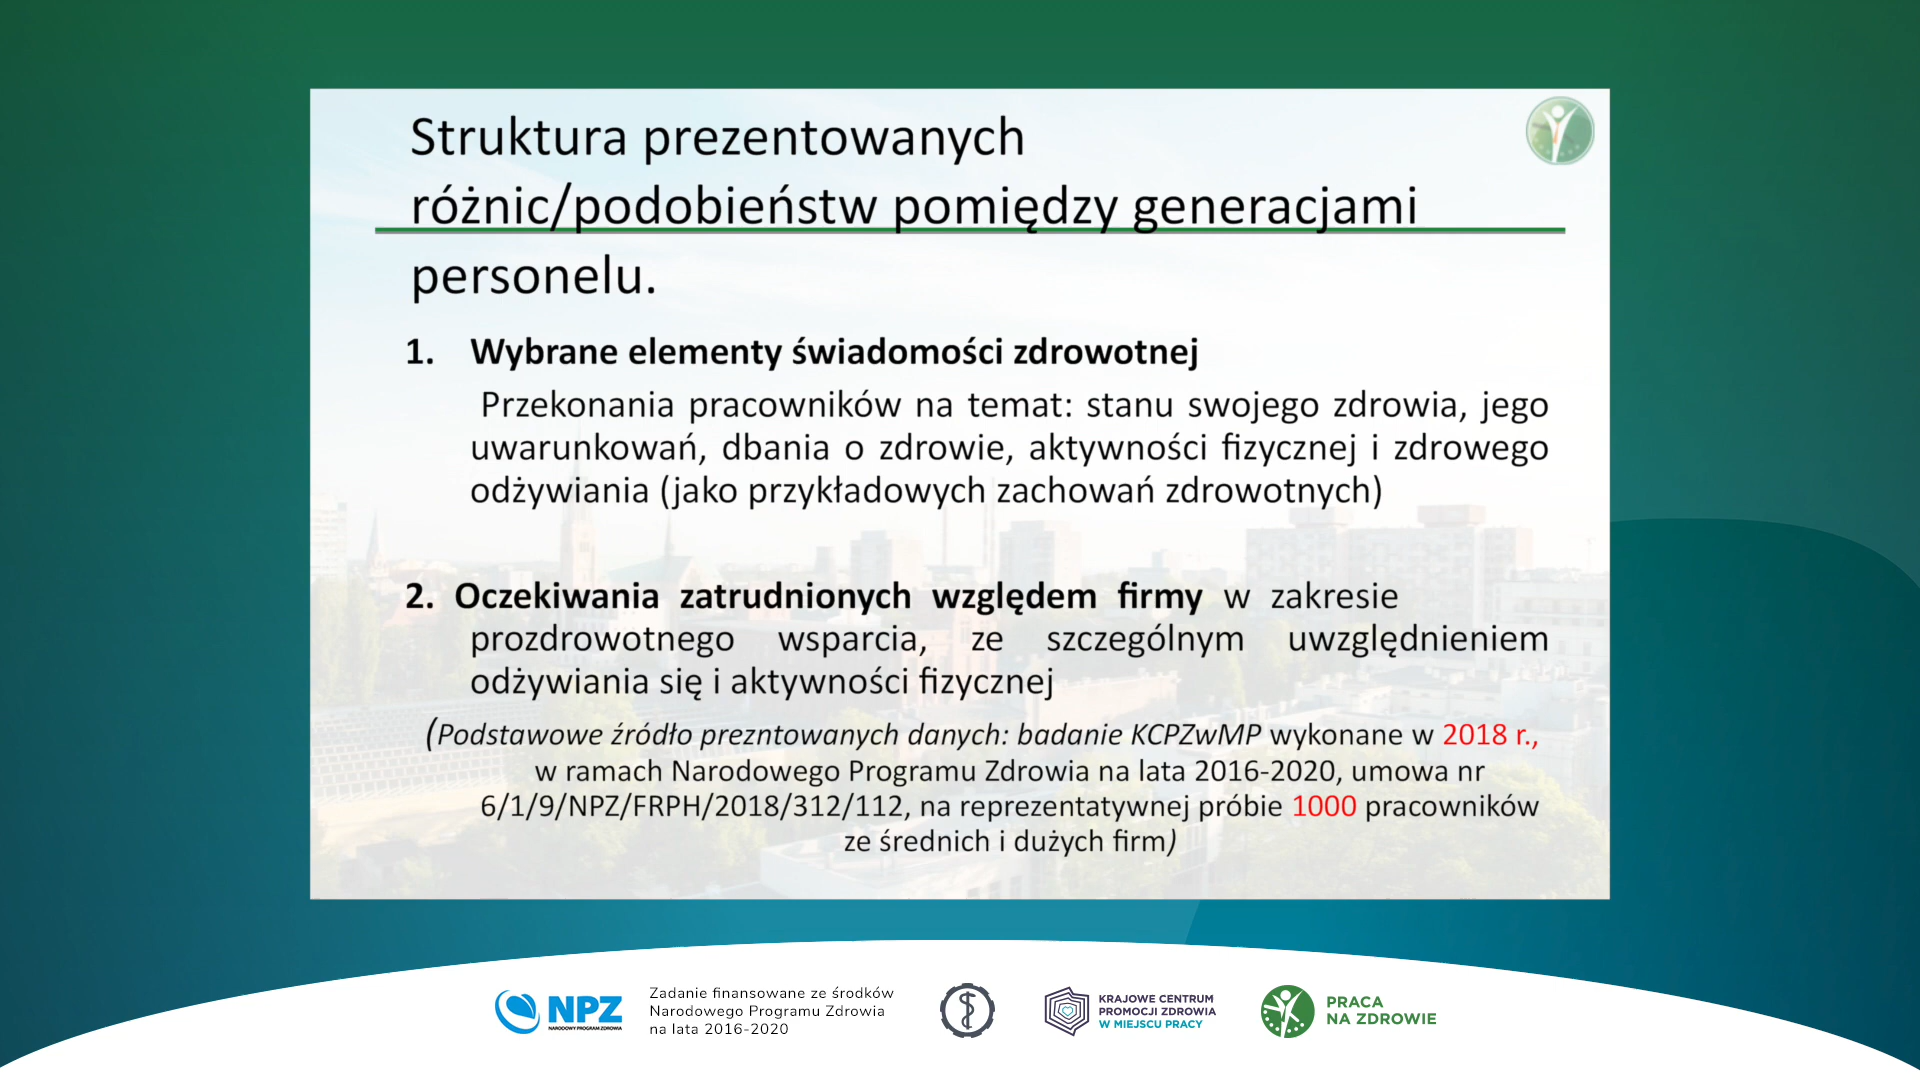 Struktura prezentowanych
różnic/podobieństw pomiędzy generacjami
personelu.
1. Wybrane elementy świadomości zdrowotnej
Przekonania pracowników na temat: stanu swojego zdrowia, jego
uwarunkowań, dbania o zdrowie, aktywności fizycznej i zdrowego
odżywiania (jako przykładowych zachowań zdrowotnych)
2. Oczekiwania zatrudnionych względem firmy w zakresie
prozdrowotnego wsparcia, ze szczególnym uwzględnieniem
odżywiania się i aktywności fizycznej
(Podstawowe źródło prezntowanych danych: badanie KCPZwMP wykonane w 2018 r.,
w ramach Narodowego Programu Zdrowia na lata 2016-2020, umowa nr
6/1/9/NPZ/FRPH/2018/312/112, na reprezentatywnej próbie 1000 pracowników
ze średnich i dużych firm)
NPZ
NARODOWY PROGRAM ZDROWIA
Zadanie finansowane ze środków
Narodowego Programu Zdrowia
na lata 2016-2020
KRAJOWE CENTRUM
PROMOCJI ZDROWIA
W MIEJSCU PRACY
PRACA
NA ZDROWIE